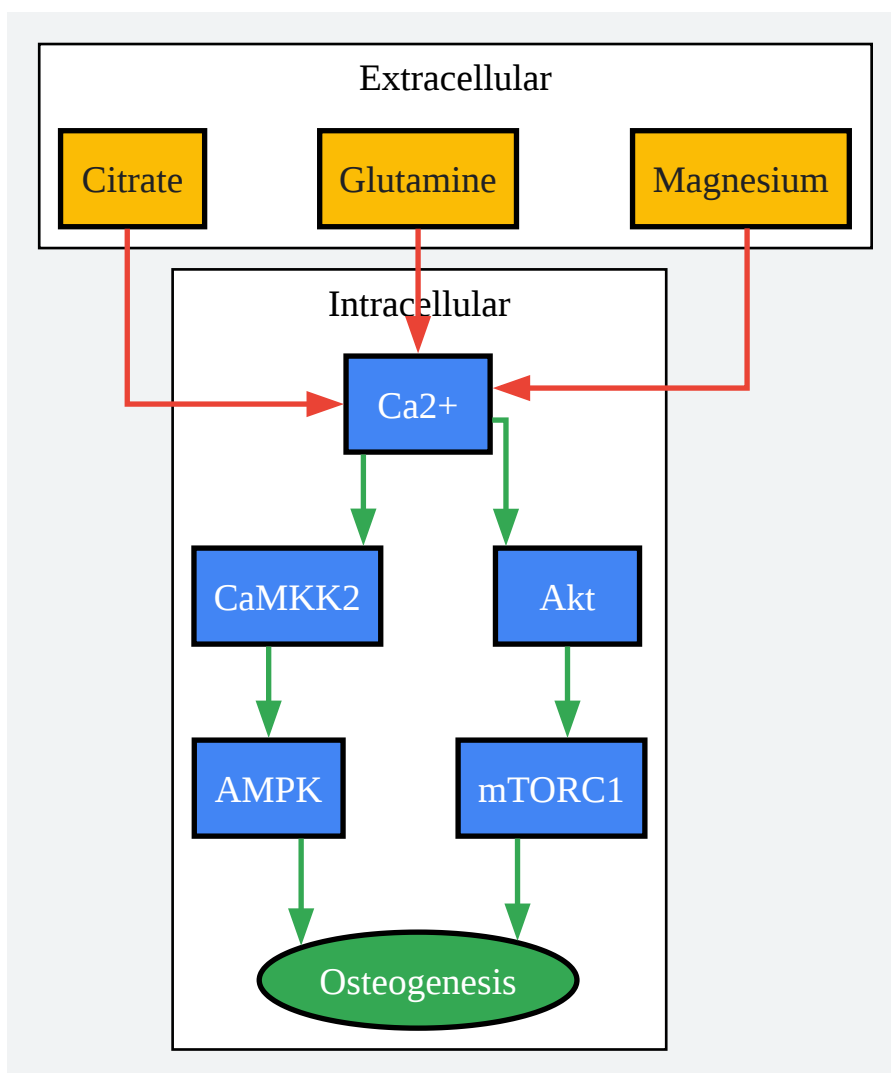 Extracellular
Citrate
Glutamine
Magnesium
Intracellular
Ca2+
CaMKK2
Akt
AMPK
mTORC1
Osteogenesis